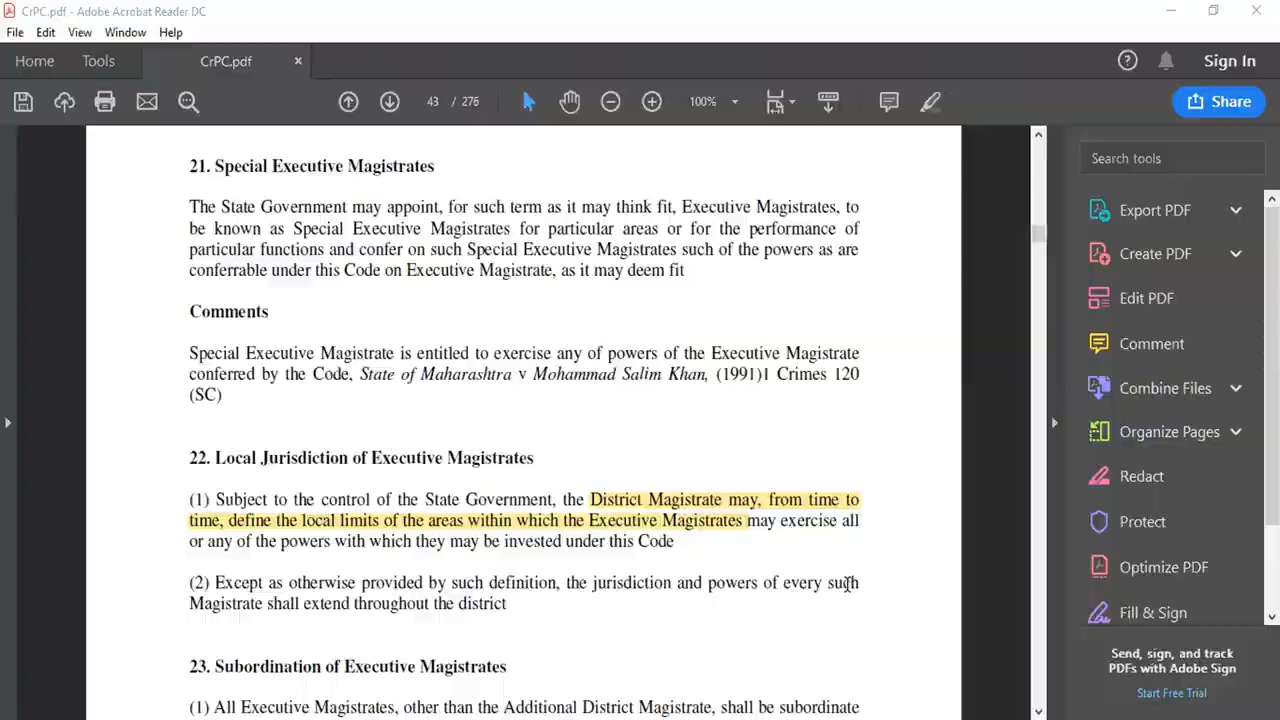 CrPC.pdf - Adobe Acrobat Reader DC
File Edit View Window Help
Home Tools CrPC.pdf × Sign In
43 / 276 100% Share
21. Special Executive Magistrates
The State Government may appoint, for such term as it may think fit, Executive Magistrates, to
be known as Special Executive Magistrates for particular areas or for the performance of
particular functions and confer on such Special Executive Magistrates such of the powers as are
conferrable under this Code on Executive Magistrate, as it may deem fit
Comments
Special Executive Magistrate is entitled to exercise any of powers of the Executive Magistrate
conferred by the Code, State of Maharashtra v Mohammad Salim Khan, (1991)1 Crimes 120
(SC)
22. Local Jurisdiction of Executive Magistrates
(1) Subject to the control of the State Government, the District Magistrate may, from time to
time, define the local limits of the areas within which the Executive Magistrates may exercise all
or any of the powers with which they may be invested under this Code
(2) Except as otherwise provided by such definition, the jurisdiction and powers of every such
Magistrate shall extend throughout the district
23. Subordination of Executive Magistrates
(1) All Executive Magistrates, other than the Additional District Magistrate, shall be subordinate
Search tools
Export PDF
Create PDF
Edit PDF
Comment
Combine Files
Organize Pages
Redact
Protect
Optimize PDF
Fill & Sign
Send, sign, and track
PDFs with Adobe Sign
Start Free Trial